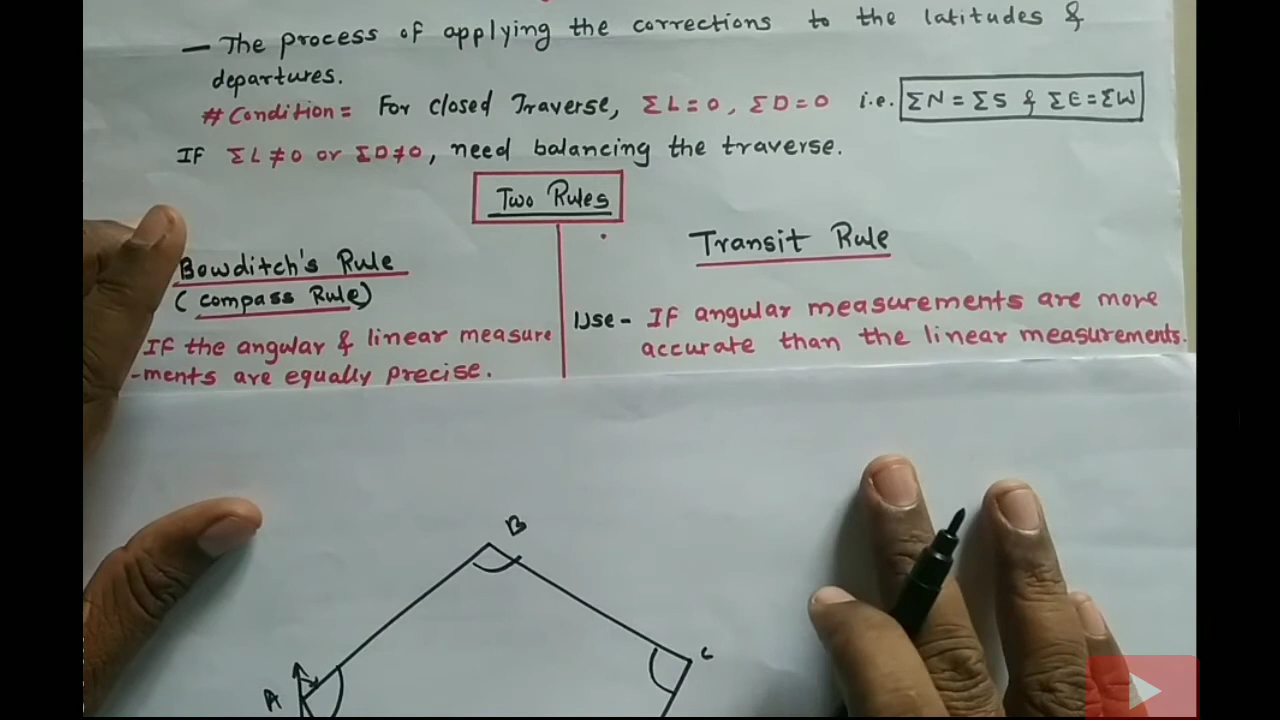 — The process of applying the corrections to the latitudes &
departures.
# Condition = For closed Traverse, ΣL = 0, ΣD = 0 i.e. ΣN = ΣS & ΣE = ΣW
IF ΣL ≠ 0 or ΣD ≠ 0, need balancing the traverse.
Two Rules
Bowditch's Rule
(Compass Rule)
IF the angular & linear measure
-ments are equally precise.
Transit Rule
Use - IF angular measurements are more
accurate than the linear measurements.
B
C
A